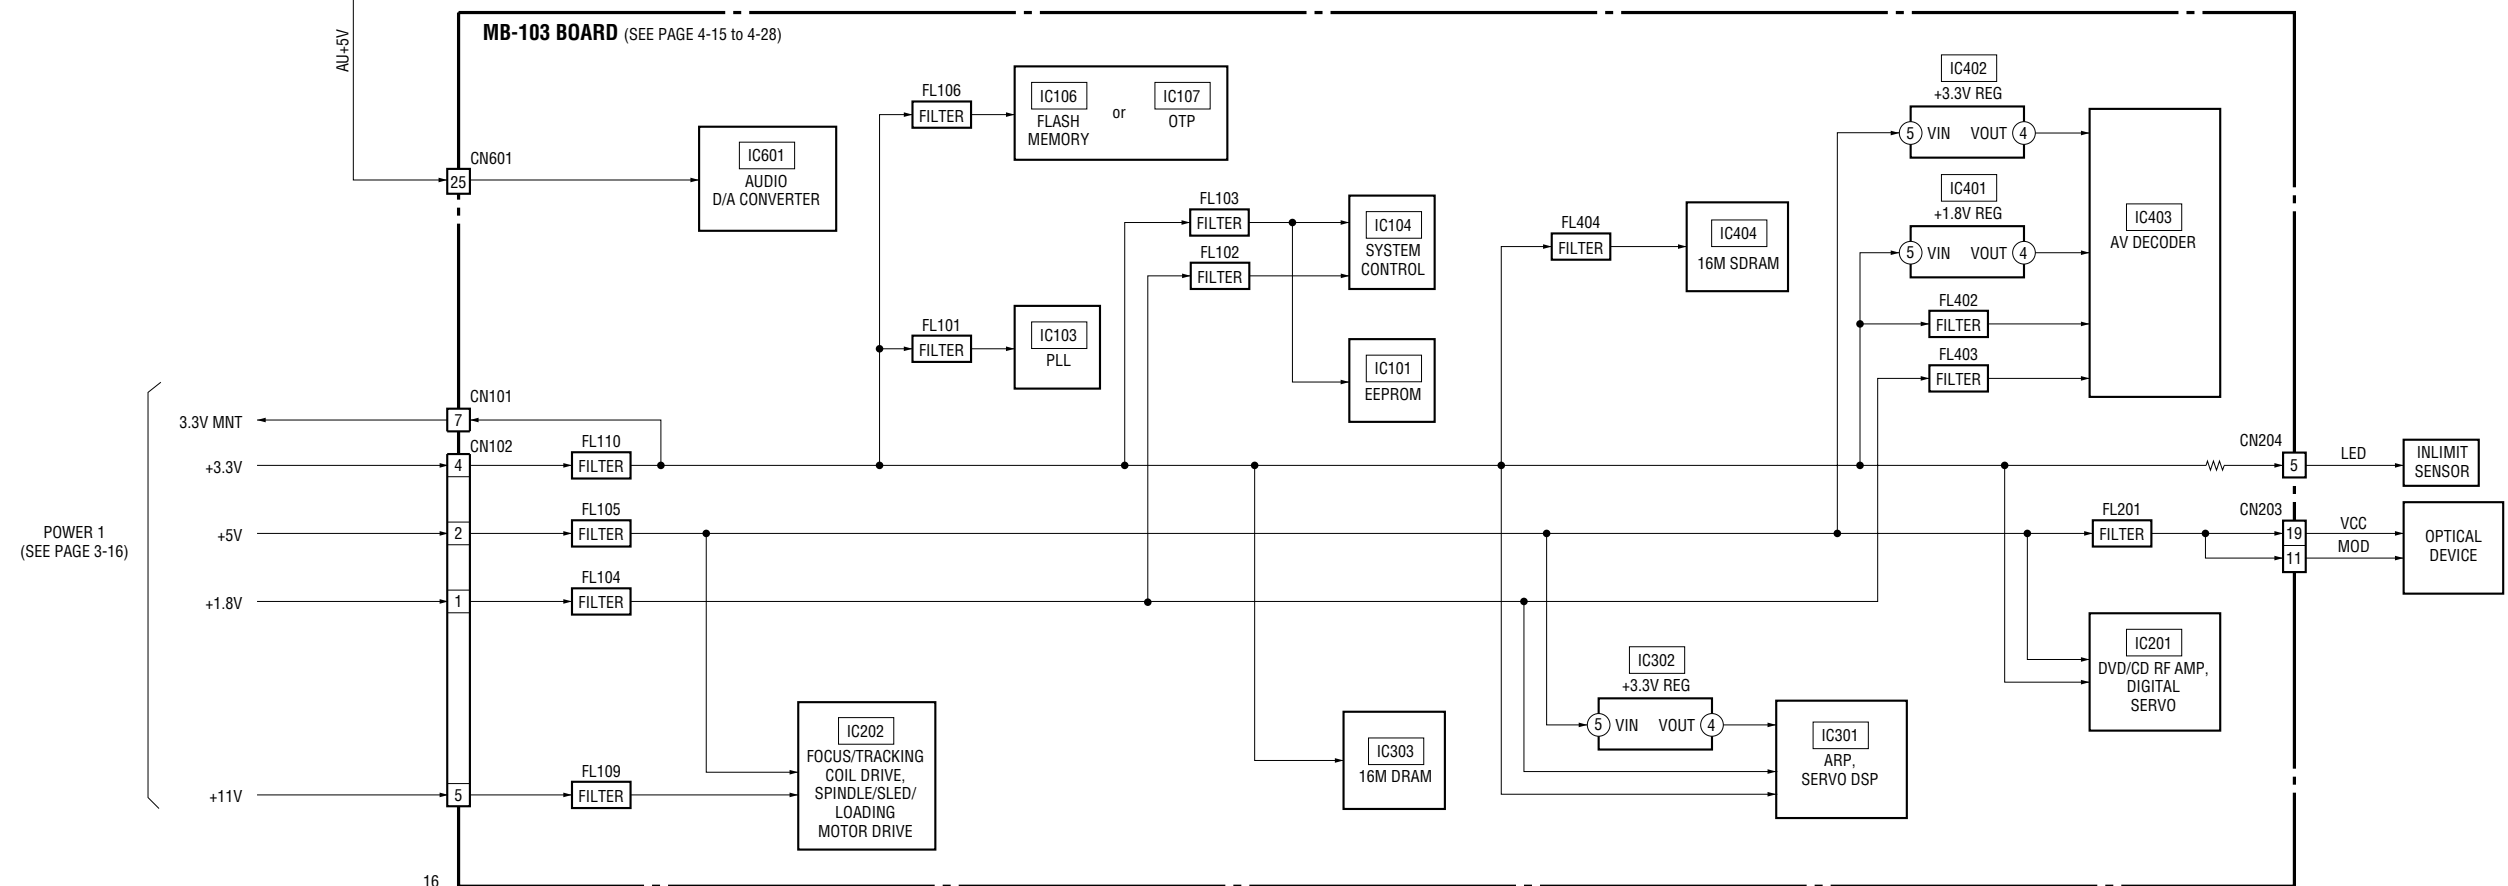 AU+5V
MB-103 BOARD (SEE PAGE 4-15 to 4-28)
CN601
25
IC601
AUDIO
D/A CONVERTER
FL106
FILTER
IC106
FLASH
MEMORY
or
IC107
OTP
FL101
FILTER
IC103
PLL
FL103
FILTER
FL102
FILTER
IC104
SYSTEM
CONTROL
IC101
EEPROM
FL404
FILTER
IC404
16M SDRAM
IC402
+3.3V REG
5 VIN VOUT 4
IC401
+1.8V REG
5 VIN VOUT 4
FL402
FILTER
FL403
FILTER
IC403
AV DECODER
POWER 1
(SEE PAGE 3-16)
3.3V MNT
+3.3V
+5V
+1.8V
+11V
CN101
7
CN102
4
2
1
5
FL110
FILTER
FL105
FILTER
FL104
FILTER
FL109
FILTER
IC202
FOCUS/TRACKING
COIL DRIVE,
SPINDLE/SLED/
LOADING
MOTOR DRIVE
IC303
16M DRAM
IC302
+3.3V REG
5 VIN VOUT 4
IC301
ARP,
SERVO DSP
FL201
FILTER
IC201
DVD/CD RF AMP,
DIGITAL
SERVO
CN204
5
LED
INLIMIT
SENSOR
CN203
19
11
VCC
MOD
OPTICAL
DEVICE
16